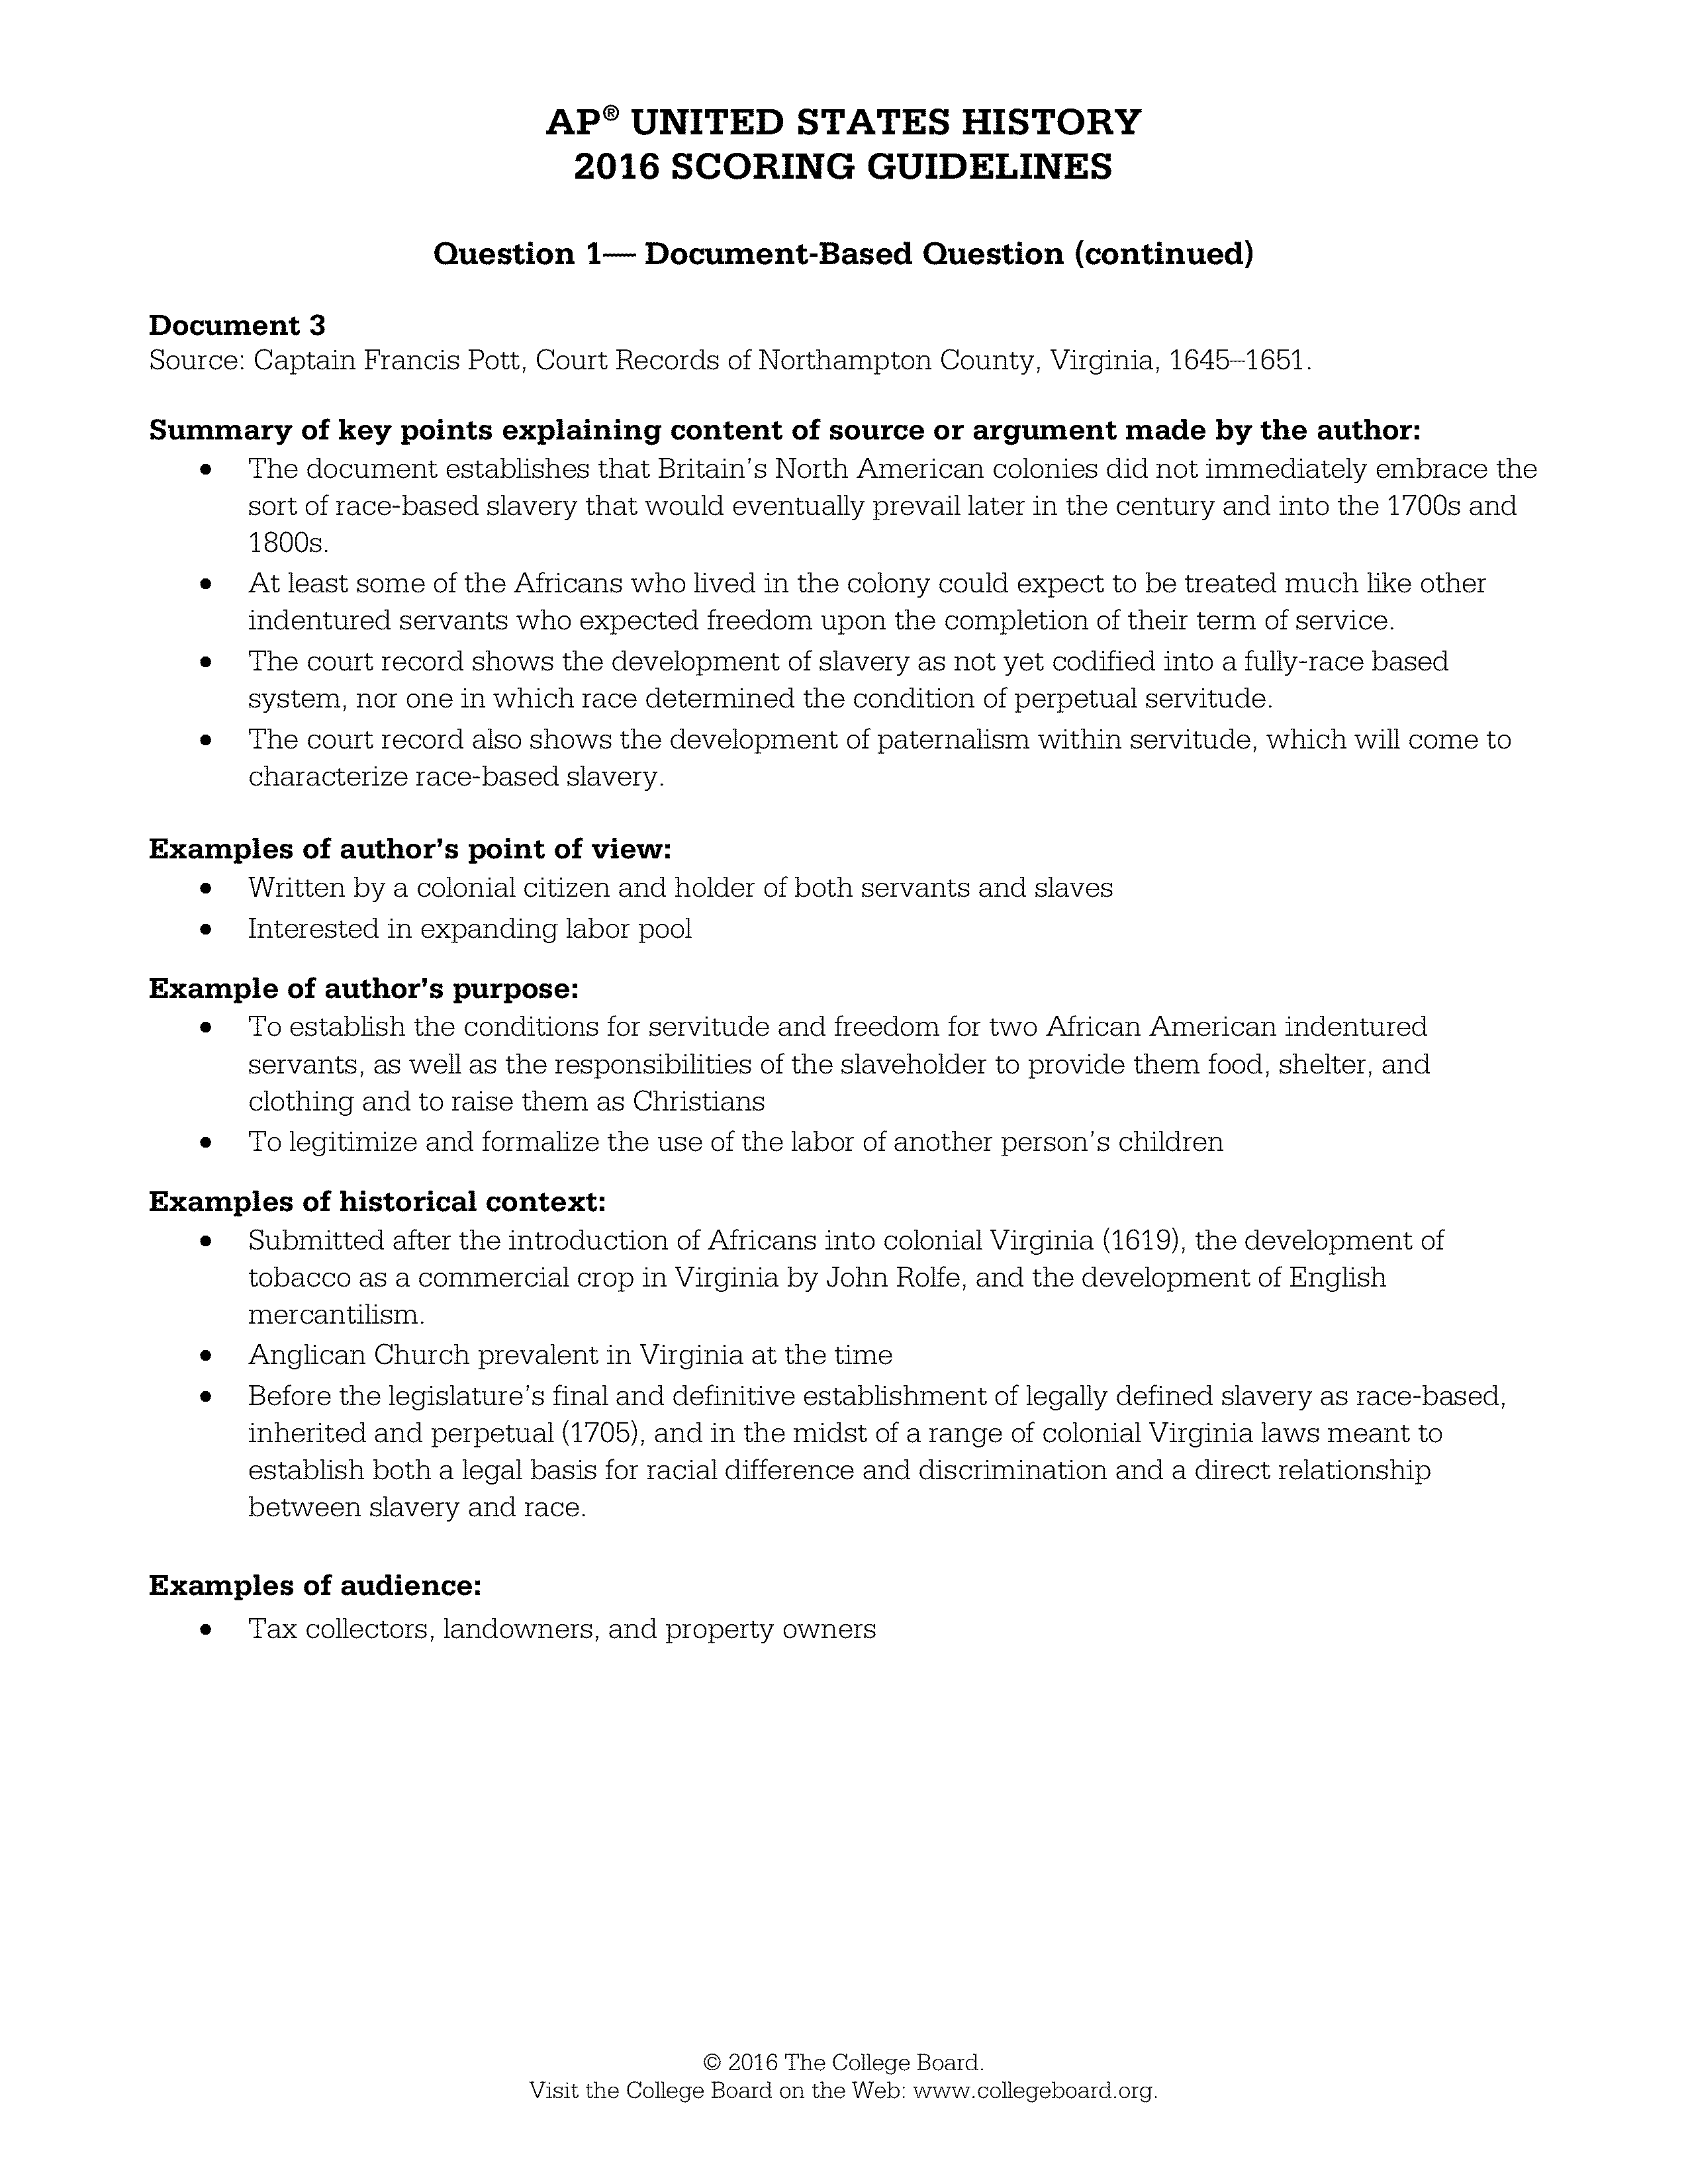 AP® UNITED STATES HISTORY
2016 SCORING GUIDELINES
Question 1— Document-Based Question (continued)
Document 3
Source: Captain Francis Pott, Court Records of Northampton County, Virginia, 1645–1651.
Summary of key points explaining content of source or argument made by the author:
• The document establishes that Britain's North American colonies did not immediately embrace the
sort of race-based slavery that would eventually prevail later in the century and into the 1700s and
1800s.
• At least some of the Africans who lived in the colony could expect to be treated much like other
indentured servants who expected freedom upon the completion of their term of service.
• The court record shows the development of slavery as not yet codified into a fully-race based
system, nor one in which race determined the condition of perpetual servitude.
• The court record also shows the development of paternalism within servitude, which will come to
characterize race-based slavery.
Examples of author's point of view:
• Written by a colonial citizen and holder of both servants and slaves
• Interested in expanding labor pool
Example of author's purpose:
• To establish the conditions for servitude and freedom for two African American indentured
servants, as well as the responsibilities of the slaveholder to provide them food, shelter, and
clothing and to raise them as Christians
• To legitimize and formalize the use of the labor of another person's children
Examples of historical context:
• Submitted after the introduction of Africans into colonial Virginia (1619), the development of
tobacco as a commercial crop in Virginia by John Rolfe, and the development of English
mercantilism.
• Anglican Church prevalent in Virginia at the time
• Before the legislature's final and definitive establishment of legally defined slavery as race-based,
inherited and perpetual (1705), and in the midst of a range of colonial Virginia laws meant to
establish both a legal basis for racial difference and discrimination and a direct relationship
between slavery and race.
Examples of audience:
• Tax collectors, landowners, and property owners
© 2016 The College Board.
Visit the College Board on the Web: www.collegeboard.org.